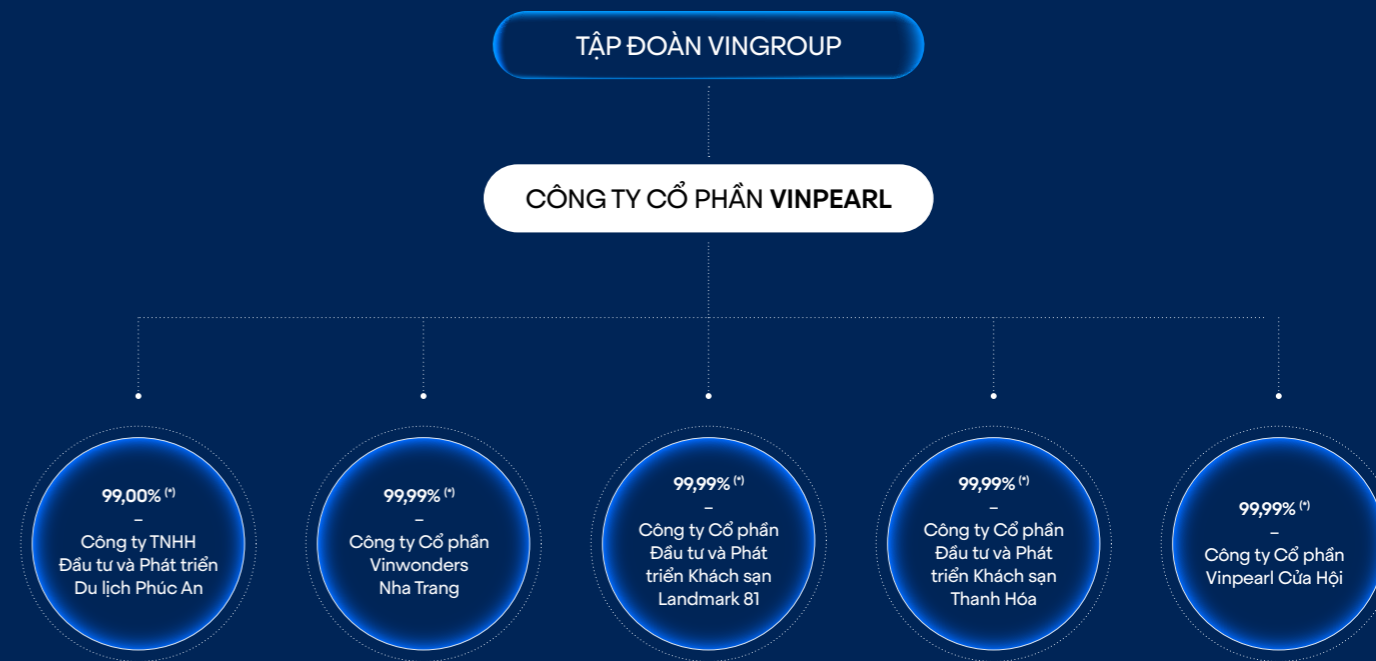 TẬP ĐOÀN VINGROUP
CÔNG TY CỔ PHẦN VINPEARL
99,00% (*)
–
Công ty TNHH
Đầu tư và Phát triển
Du lịch Phúc An
99,99% (*)
–
Công ty Cổ phần
Vinwonders
Nha Trang
99,99% (*)
–
Công ty Cổ phần
Đầu tư và Phát
triển Khách sạn
Landmark 81
99,99% (*)
–
Công ty Cổ phần
Đầu tư và Phát
triển Khách sạn
Thanh Hóa
99,99% (*)
–
Công ty Cổ phần
Vinpearl Cửa Hội